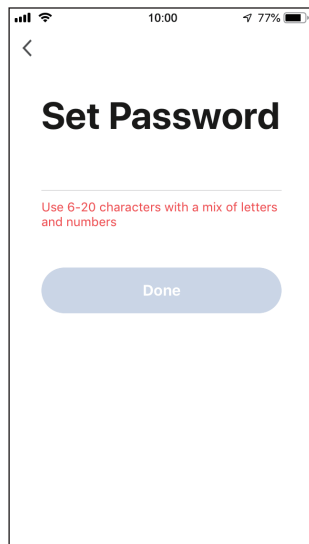 10:00
77%
Set Password
Use 6-20 characters with a mix of letters
and numbers
Done